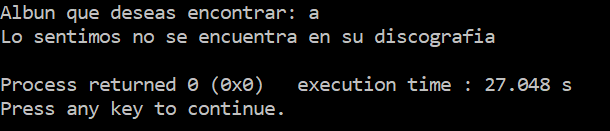 Albun que deseas encontrar: a
Lo sentimos no se encuentra en su discografia
Process returned 0 (0x0)   execution time : 27.048 s
Press any key to continue.